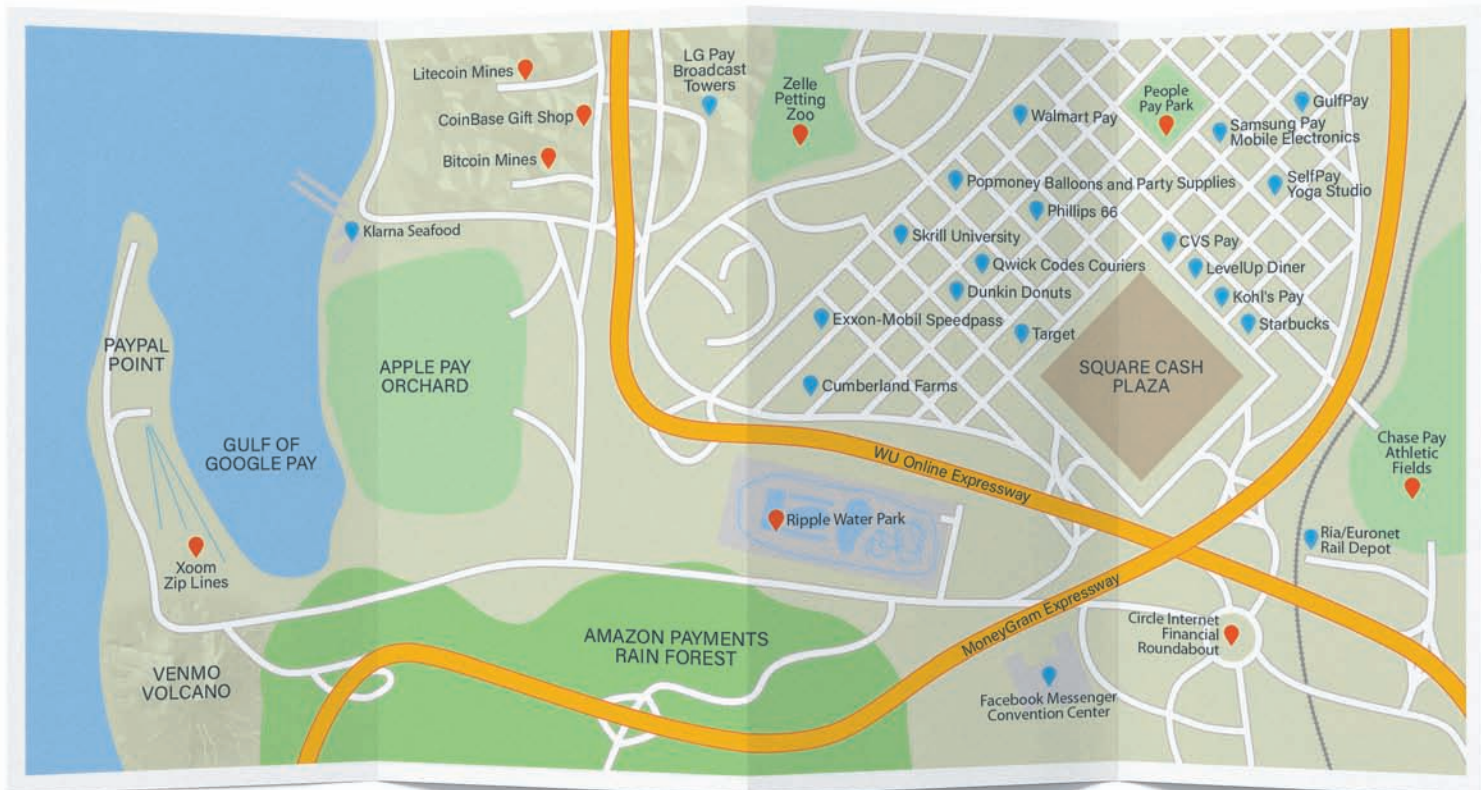 Litecoin Mines
CoinBase Gift Shop
Bitcoin Mines
LG Pay
Broadcast
Towers
Zelle
Petting
Zoo
Walmart Pay
People
Pay Park
GulfPay
Samsung Pay
Mobile Electronics
Popmoney Balloons and Party Supplies
SelfPay
Yoga Studio
Phillips 66
Klarna Seafood
Skrill University
CVS Pay
Qwick Codes Couriers
LevelUp Diner
Dunkin Donuts
Kohl's Pay
Exxon-Mobil Speedpass
Target
Starbucks
PAYPAL
POINT
APPLE PAY
ORCHARD
SQUARE CASH
PLAZA
Cumberland Farms
GULF OF
GOOGLE PAY
WU Online Expressway
Chase Pay
Athletic
Fields
Ripple Water Park
Ria/Euronet
Rail Depot
Xoom
Zip Lines
MoneyGram Expressway
AMAZON PAYMENTS
RAIN FOREST
Circle Internet
Financial
Roundabout
VENMO
VOLCANO
Facebook Messenger
Convention Center